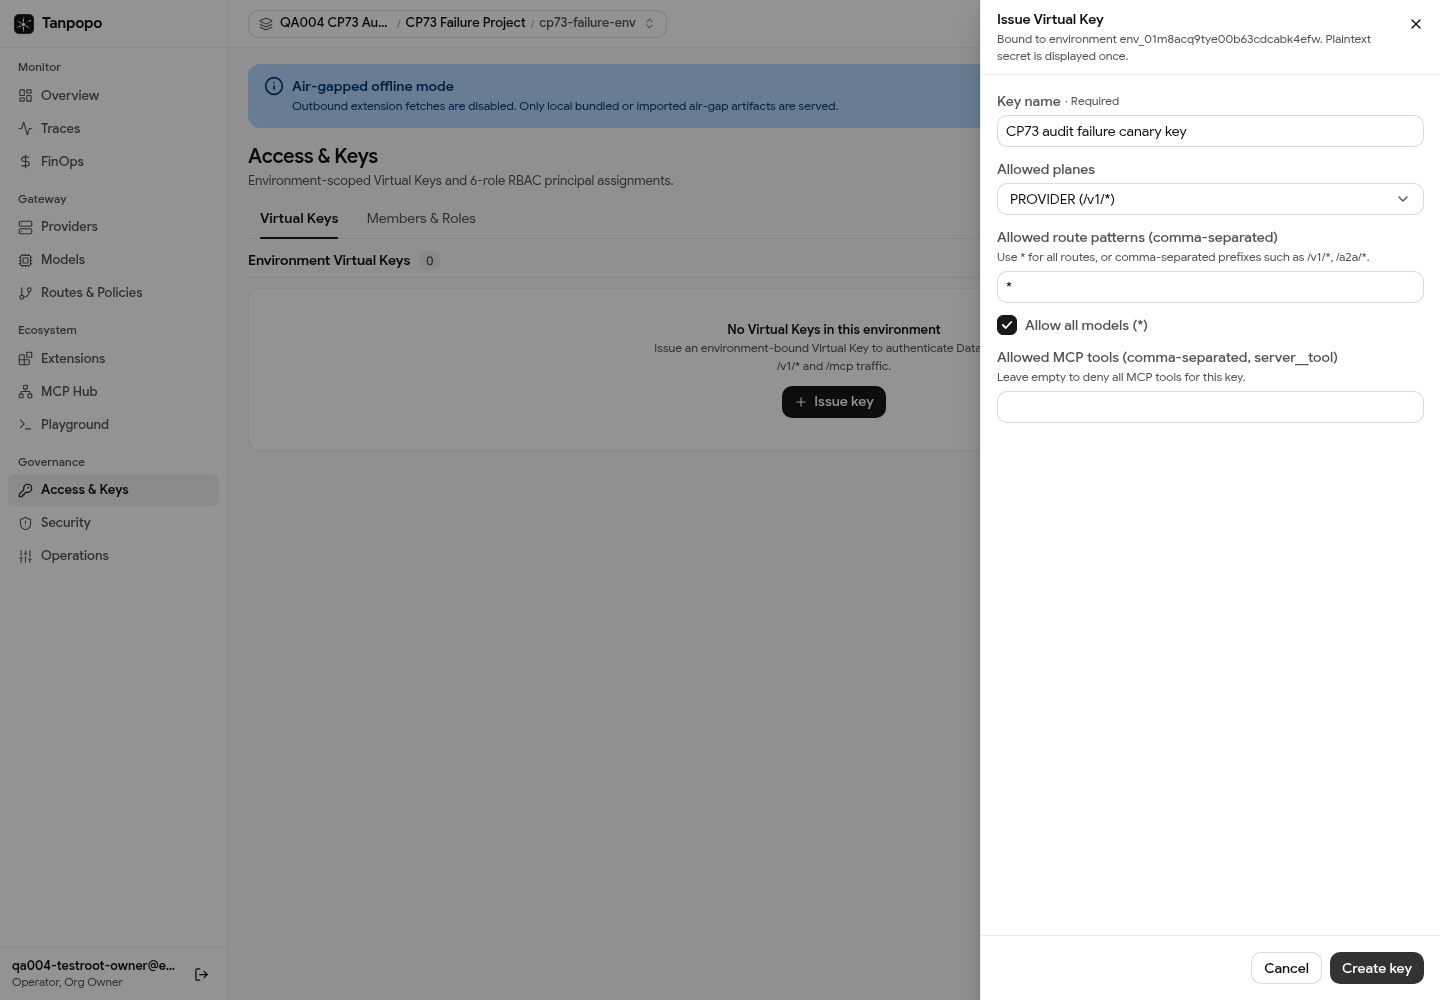 Tanpopo
Monitor
Overview
Traces
FinOps
Gateway
Providers
Models
Routes & Policies
Ecosystem
Extensions
MCP Hub
Playground
Governance
Access & Keys
Security
Operations
qa004-testroot-owner@e...
Operator, Org Owner
QA004 CP73 Au... / CP73 Failure Project / cp73-failure-env
Air-gapped offline mode
Outbound extension fetches are disabled. Only local bundled or imported air-gap artifacts are served.
Access & Keys
Environment-scoped Virtual Keys and 6-role RBAC principal assignments.
Virtual Keys Members & Roles
Environment Virtual Keys 0
No Virtual Keys in this environment
Issue an environment-bound Virtual Key to authenticate Data
/v1/* and /mcp traffic.
Issue key
Issue Virtual Key
Bound to environment env_01m8acq9tye00b63cdcabk4efw. Plaintext
secret is displayed once.
Key name · Required
CP73 audit failure canary key
Allowed planes
PROVIDER (/v1/*)
Allowed route patterns (comma-separated)
Use * for all routes, or comma-separated prefixes such as /v1/*, /a2a/*.
*
Allow all models (*)
Allowed MCP tools (comma-separated, server__tool)
Leave empty to deny all MCP tools for this key.
Cancel Create key